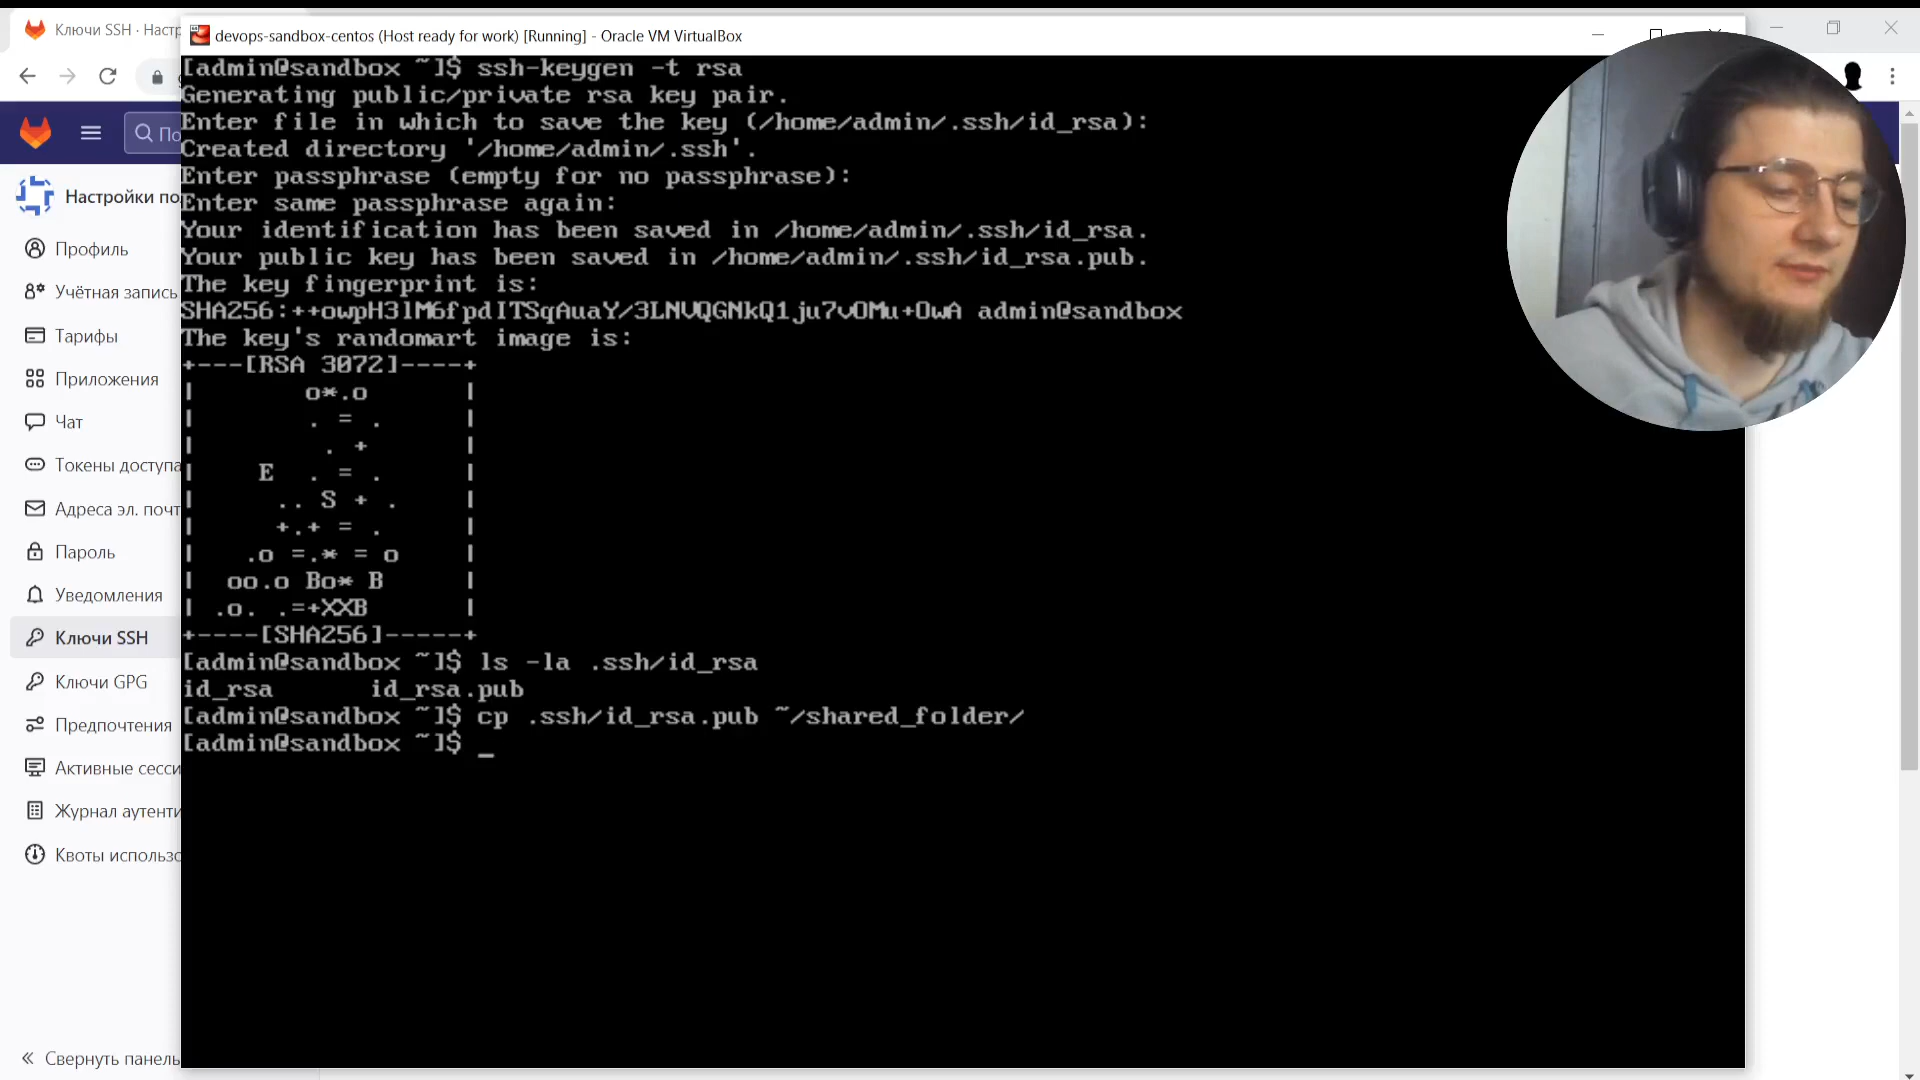 Ключи SSH · Настр
devops-sandbox-centos (Host ready for work) [Running] - Oracle VM VirtualBox
По
Настройки по
Профиль
Учётная запись
Тарифы
Приложения
Чат
Токены доступа
Адреса эл. почт
Пароль
Уведомления
Ключи SSH
Ключи GPG
Предпочтения
Активные сесси
Журнал аутенти
Квоты использо
Свернуть панель
[admin@sandbox ~]$ ssh-keygen -t rsa
Generating public/private rsa key pair.
Enter file in which to save the key (/home/admin/.ssh/id_rsa):
Created directory '/home/admin/.ssh'.
Enter passphrase (empty for no passphrase):
Enter same passphrase again:
Your identification has been saved in /home/admin/.ssh/id_rsa.
Your public key has been saved in /home/admin/.ssh/id_rsa.pub.
The key fingerprint is:
SHA256:++owpH3lM6fpdITSqAuaY/3LNVQGNkQ1ju7vOMu+OwA admin@sandbox
The key's randomart image is:
+---[RSA 3072]----+
|       o*.o      |
|       . = .     |
|        . +      |
|    E  . = .     |
|     .. S + .    |
|     +.+ = .     |
|   .o =.* = o    |
|  oo.o Bo* B     |
| .o. .=+XXB      |
+----[SHA256]-----+
[admin@sandbox ~]$ ls -la .ssh/id_rsa
id_rsa      id_rsa.pub
[admin@sandbox ~]$ cp .ssh/id_rsa.pub ~/shared_folder/
[admin@sandbox ~]$ _